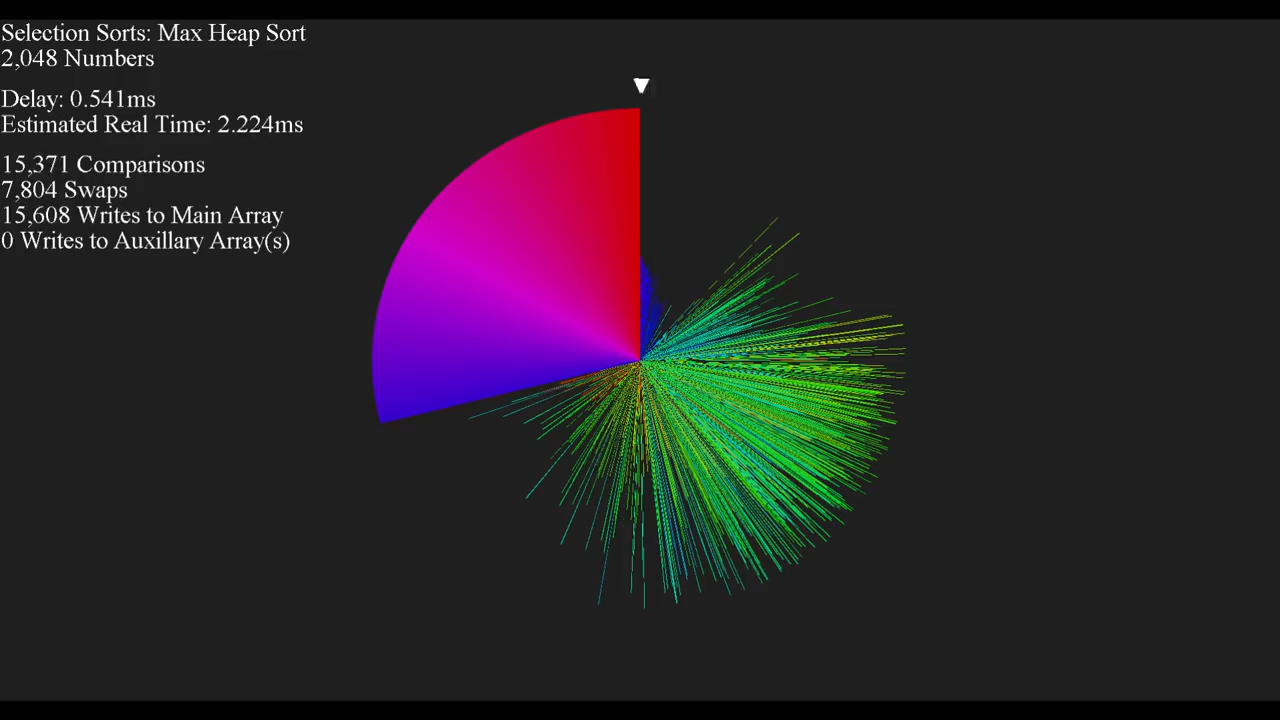 Selection Sorts: Max Heap Sort
2,048 Numbers
Delay: 0.541ms
Estimated Real Time: 2.224ms
15,371 Comparisons
7,804 Swaps
15,608 Writes to Main Array
0 Writes to Auxillary Array(s)